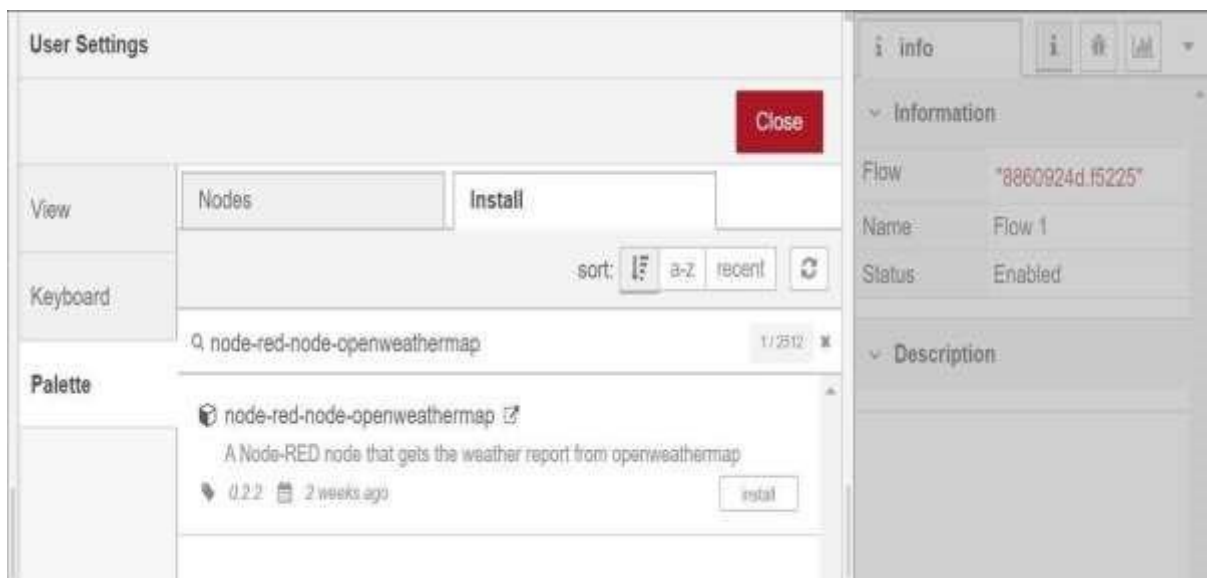 User Settings
Close
View
Keyboard
Palette
Nodes
Install
sort: a-z recent
node-red-node-openweathermap 1 / 2512 ✖
node-red-node-openweathermap
A Node-RED node that gets the weather report from openweathermap
0.2.2 2 weeks ago
install
i info
Information
Flow "8860924d.f5225"
Name Flow 1
Status Enabled
Description